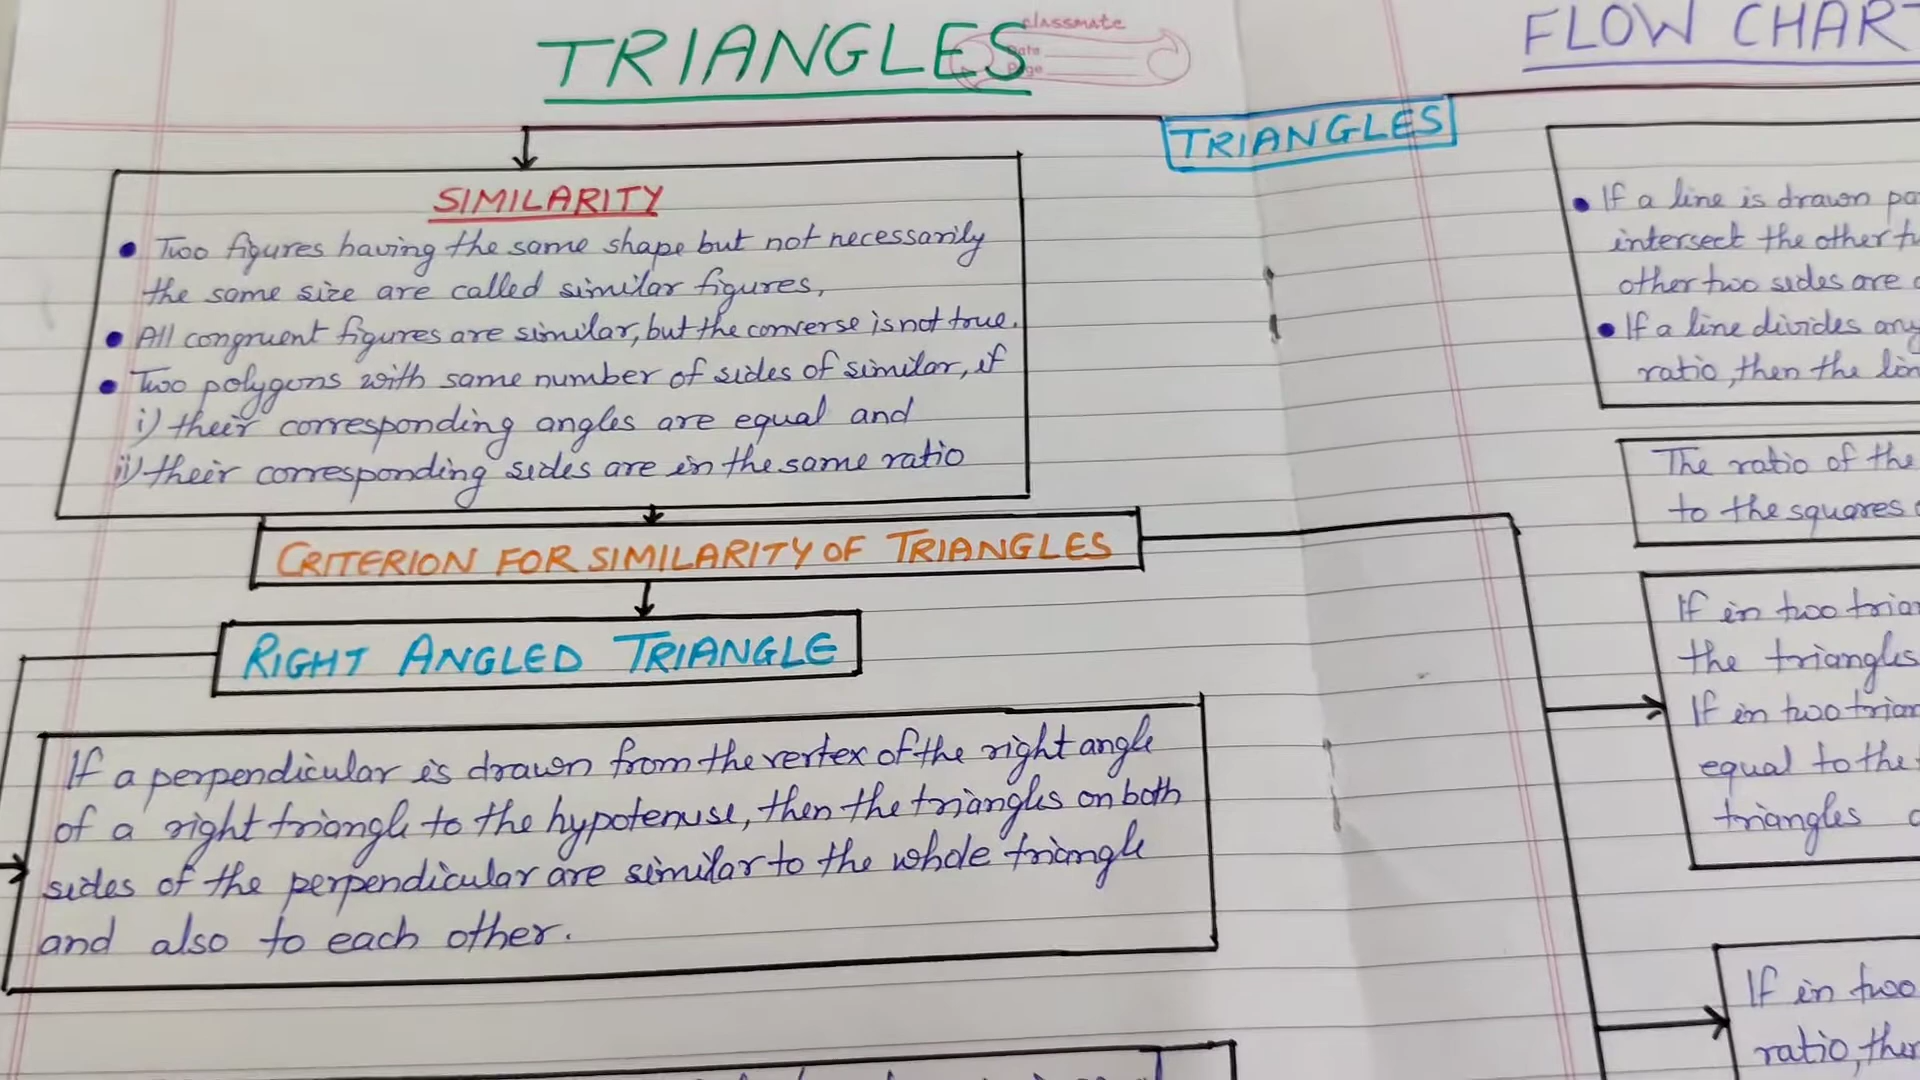 TRIANGLES
classmate
Date
Page
FLOW CHART
TRIANGLES
SIMILARITY
• Two figures having the same shape but not necessarily
the same size are called similar figures,
• All congruent figures are similar, but the converse is not true.
• Two polygons with same number of sides of similar, if
i) their corresponding angles are equal and
ii) their corresponding sides are in the same ratio
CRITERION FOR SIMILARITY OF TRIANGLES
RIGHT ANGLED TRIANGLE
If a perpendicular is drawn from the vertex of the right angle
of a right triangle to the hypotenuse, then the triangles on both
sides of the perpendicular are similar to the whole triangle
and also to each other.
• If a line is drawn
intersect the other
other two sides are
• If a line divides any
ratio, then the
The ratio of the
to the squares
If in two
the triangles
If in two
equal to the
triangles
If in two
ratio,